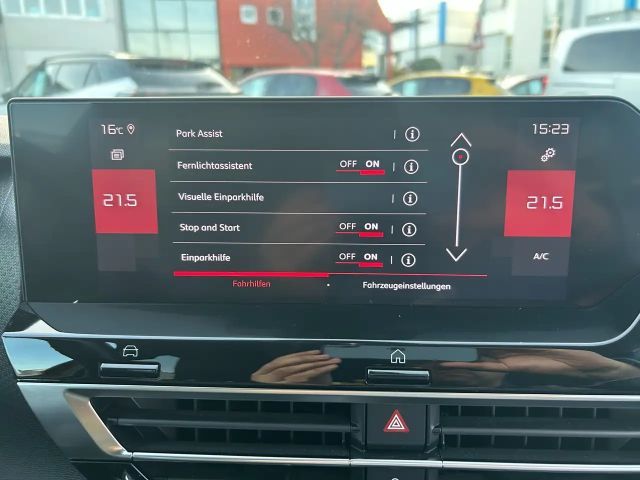 16°C
15:23
Park Assist
Fernlichtassistent OFF ON
Visuelle Einparkhilfe
Stop and Start OFF ON
Einparkhilfe OFF ON
21.5
21.5
A/C
Fahrhilfen
Fahrzeugeinstellungen